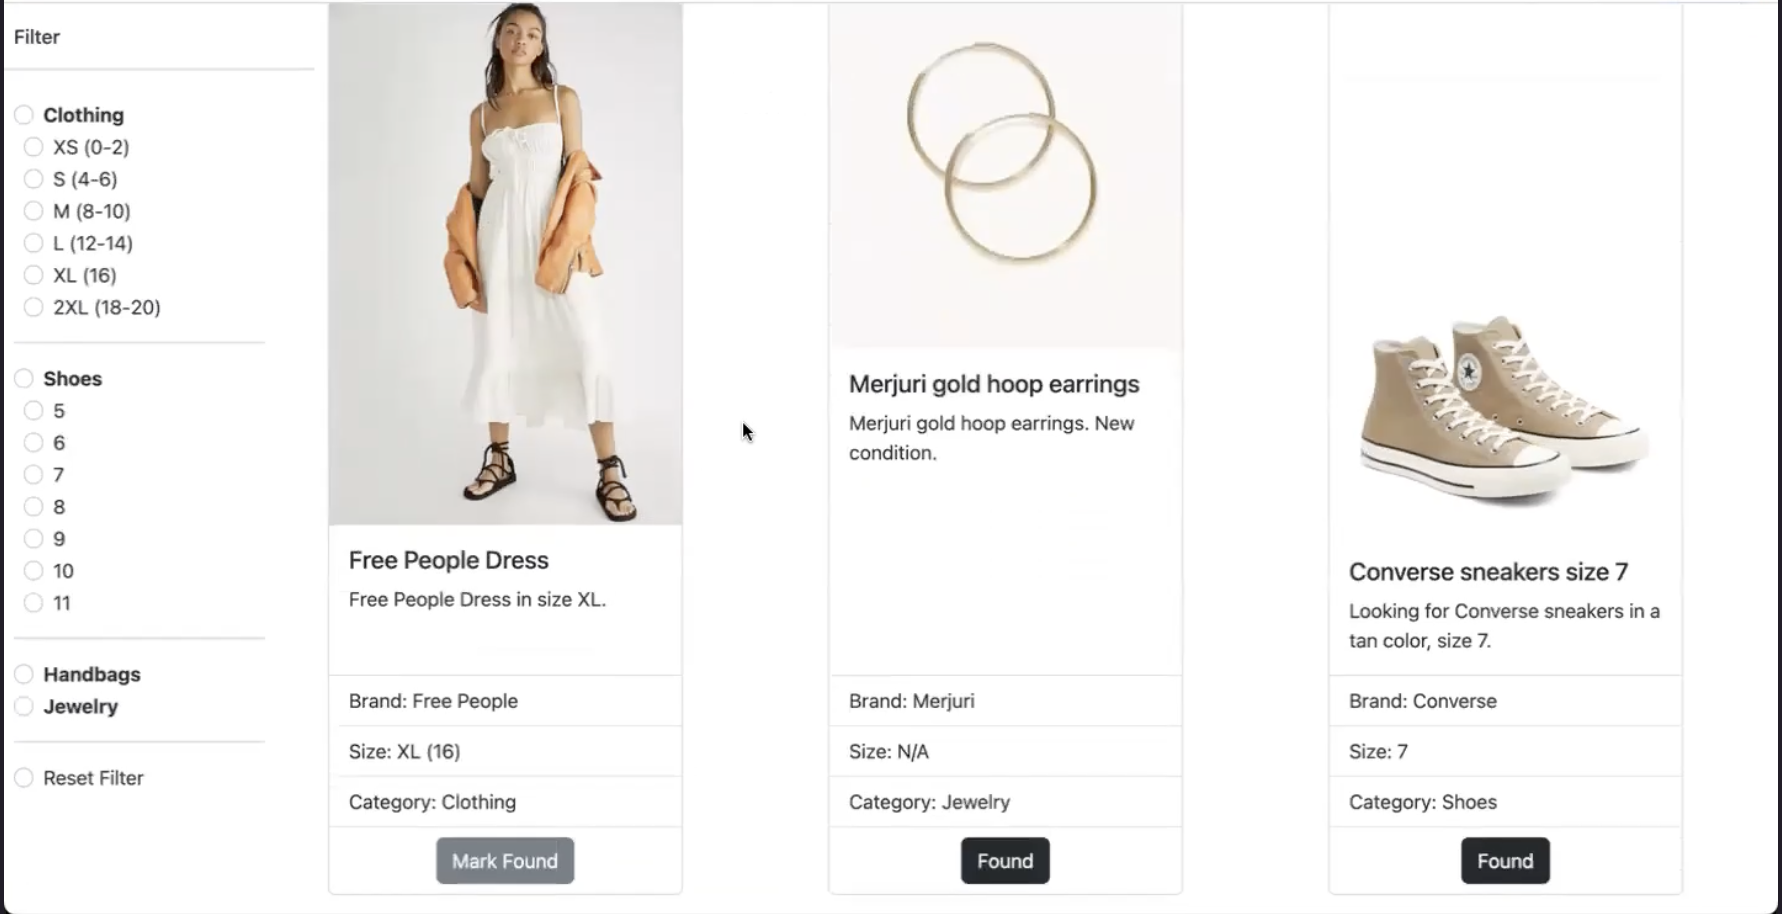 Filter
Clothing
XS (0-2)
S (4-6)
M (8-10)
L (12-14)
XL (16)
2XL (18-20)
Shoes
5
6
7
8
9
10
11
Handbags
Jewelry
Reset Filter
Free People Dress
Free People Dress in size XL.
Brand: Free People
Size: XL (16)
Category: Clothing
Mark Found
Merjuri gold hoop earrings
Merjuri gold hoop earrings. New
condition.
Brand: Merjuri
Size: N/A
Category: Jewelry
Found
Converse sneakers size 7
Looking for Converse sneakers in a
tan color, size 7.
Brand: Converse
Size: 7
Category: Shoes
Found